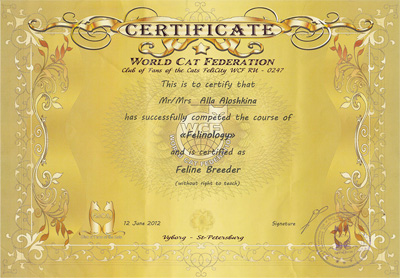 CERTIFICATE
WORLD CAT FEDERATION
Club of Fans of the Cats FeliCity WCF RU - 0247
This is to certify that
Mr/Mrs Alla Aloshkina
has successfully competed the course of
«Felinology»
WCF
and is certified as
Feline Breeder
(without right to teach)
12 June 2012
Signature
Vyborg - St-Petersburg